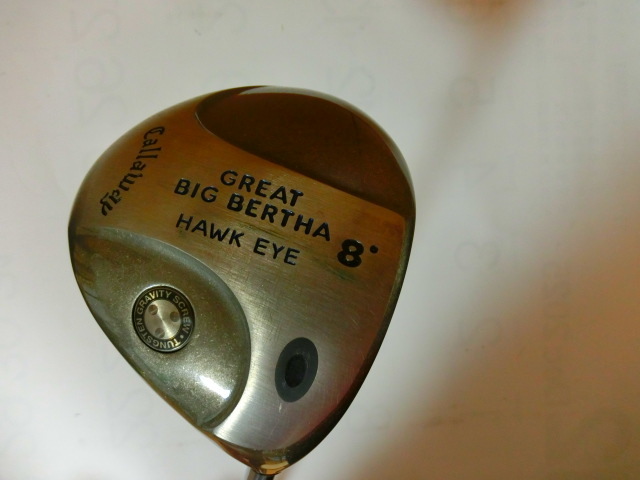 Callaway
GREAT
BIG BERTHA
HAWK EYE
8°
TUNGSTEN GRAVITY SCREW •